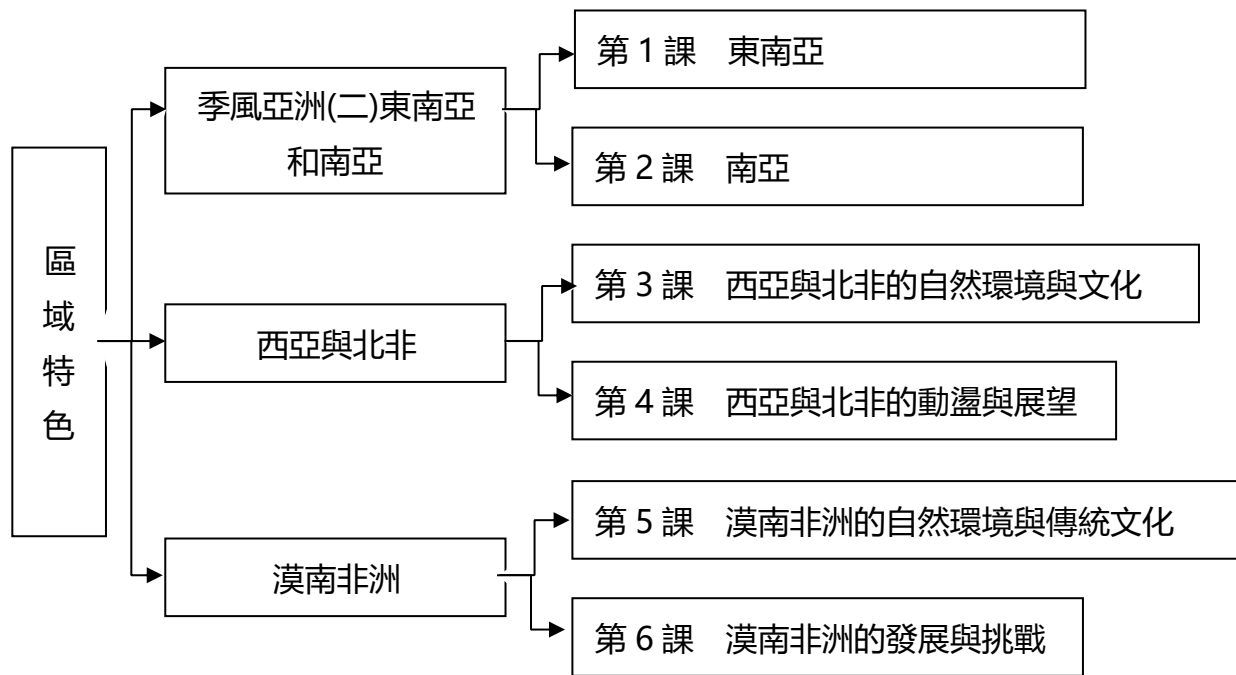 區
域
特
色
季風亞洲(二)東南亞
和南亞
第 1 課　東南亞
第 2 課　南亞
西亞與北非
第 3 課　西亞與北非的自然環境與文化
第 4 課　西亞與北非的動盪與展望
漠南非洲
第 5 課　漠南非洲的自然環境與傳統文化
第 6 課　漠南非洲的發展與挑戰